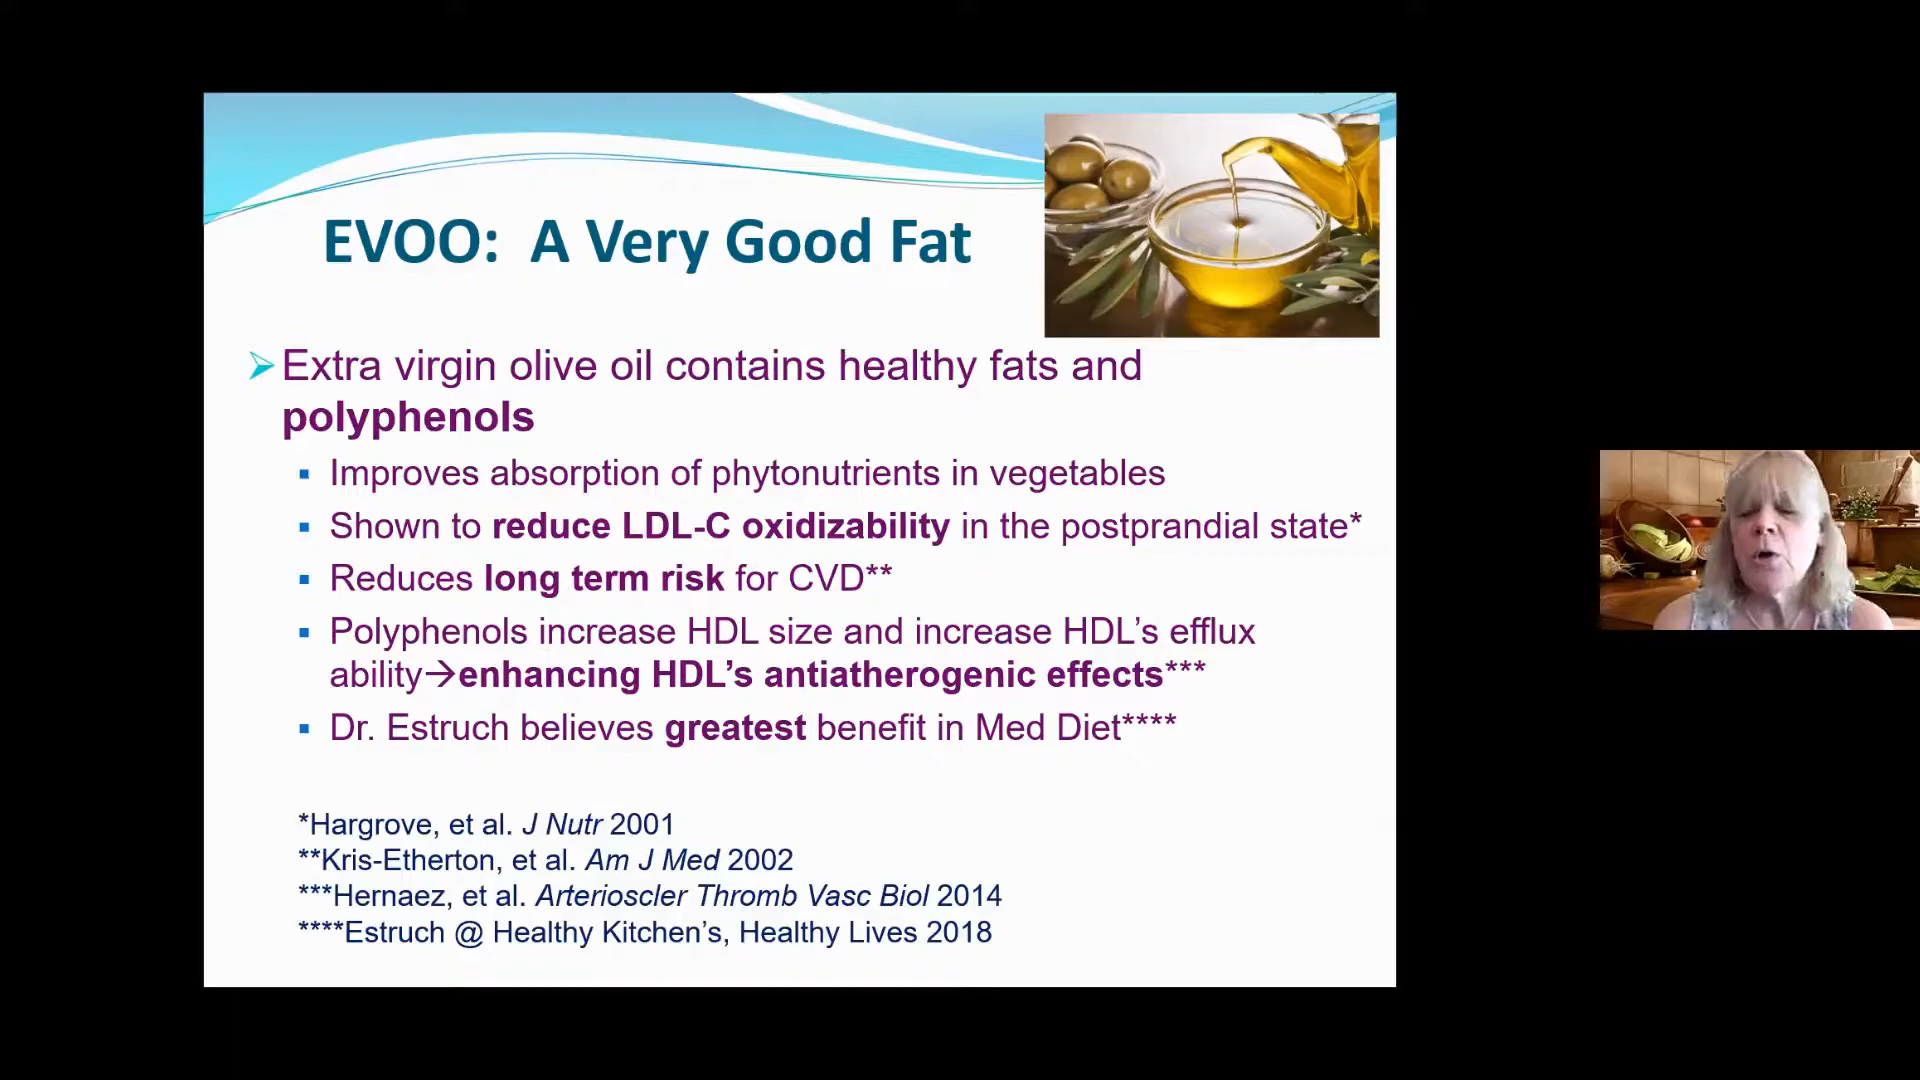 EVOO: A Very Good Fat
Extra virgin olive oil contains healthy fats and
polyphenols
Improves absorption of phytonutrients in vegetables
Shown to reduce LDL-C oxidizability in the postprandial state*
Reduces long term risk for CVD**
Polyphenols increase HDL size and increase HDL’s efflux
ability→enhancing HDL’s antiatherogenic effects***
Dr. Estruch believes greatest benefit in Med Diet****
*Hargrove, et al. J Nutr 2001
**Kris-Etherton, et al. Am J Med 2002
***Hernaez, et al. Arterioscler Thromb Vasc Biol 2014
****Estruch @ Healthy Kitchen’s, Healthy Lives 2018